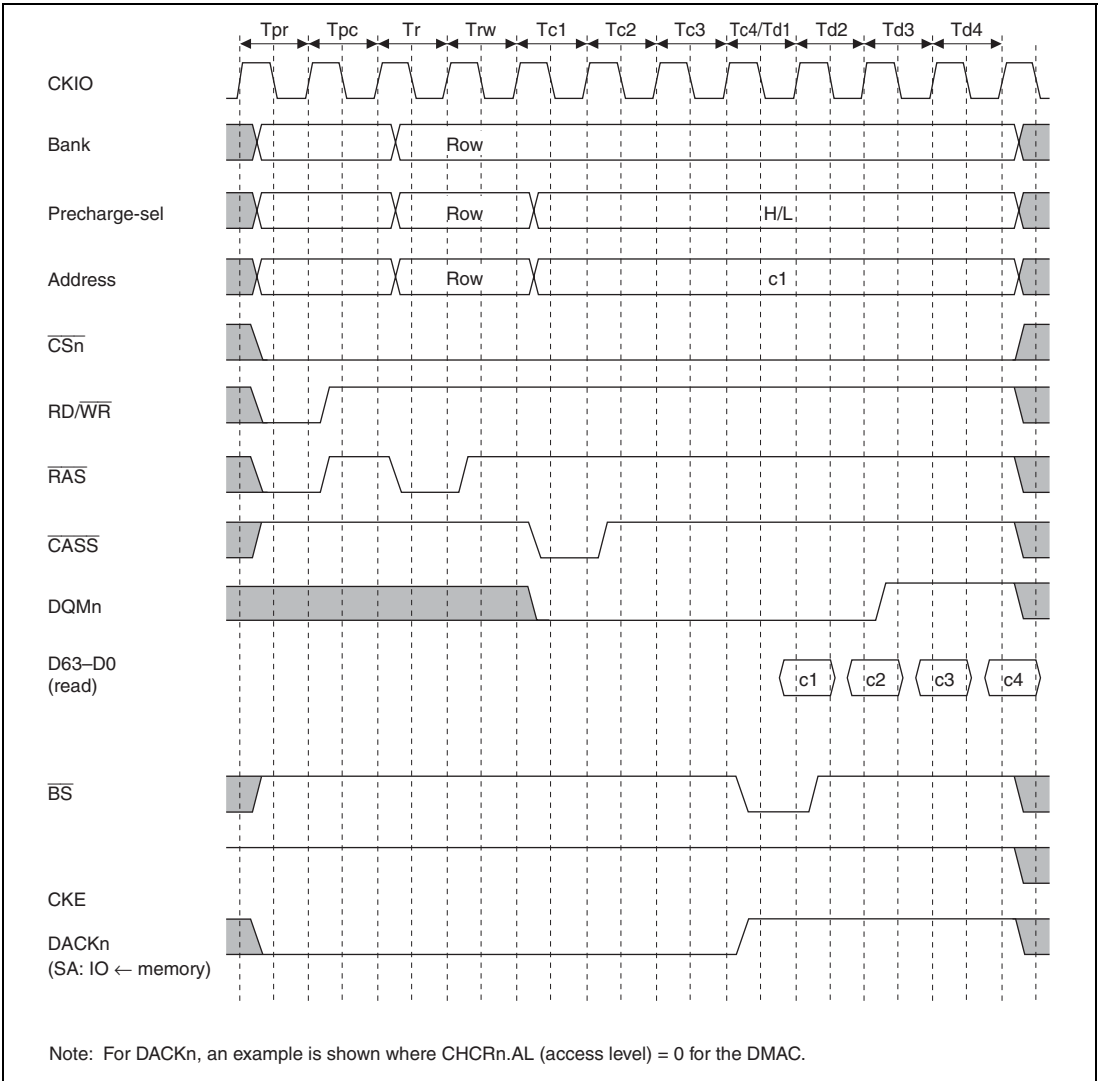 Tpr Tpc Tr Trw Tc1 Tc2 Tc3 Tc4/Td1 Td2 Td3 Td4
CKIO
Bank Row
Precharge-sel Row H/L
Address Row c1
CSn
RD/WR
RAS
CASS
DQMn
D63–D0
(read) c1 c2 c3 c4
BS
CKE
DACKn
(SA: IO ← memory)
Note: For DACKn, an example is shown where CHCRn.AL (access level) = 0 for the DMAC.